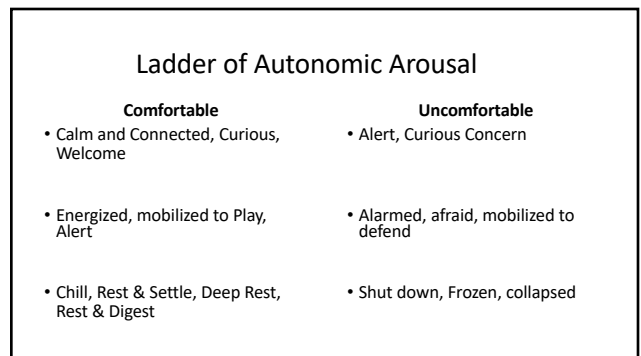 Ladder of Autonomic Arousal
Comfortable
• Calm and Connected, Curious,
Welcome
• Energized, mobilized to Play,
Alert
• Chill, Rest & Settle, Deep Rest,
Rest & Digest
Uncomfortable
• Alert, Curious Concern
• Alarmed, afraid, mobilized to
defend
• Shut down, Frozen, collapsed